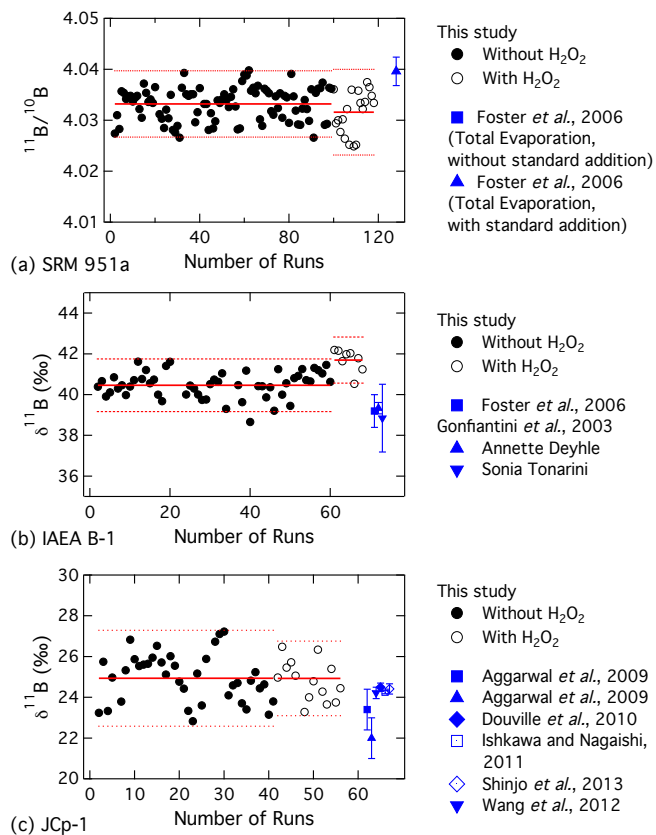 4.05
4.04
4.03
4.02
4.01
¹¹B/¹⁰B
0
40
80
120
Number of Runs
(a) SRM 951a
This study
Without H₂O₂
With H₂O₂
Foster et al., 2006
(Total Evaporation,
without standard addition)
Foster et al., 2006
(Total Evaporation,
with standard addition)
44
42
40
38
36
δ ¹¹B (‰)
0
20
40
60
Number of Runs
(b) IAEA B-1
This study
Without H₂O₂
With H₂O₂
Foster et al., 2006
Gonfiantini et al., 2003
Annette Deyhle
Sonia Tonarini
30
28
26
24
22
20
δ ¹¹B (‰)
0
10
20
30
40
50
60
Number of Runs
(c) JCp-1
This study
Without H₂O₂
With H₂O₂
Aggarwal et al., 2009
Aggarwal et al., 2009
Douville et al., 2010
Ishkawa and Nagaishi,
2011
Shinjo et al., 2013
Wang et al., 2012